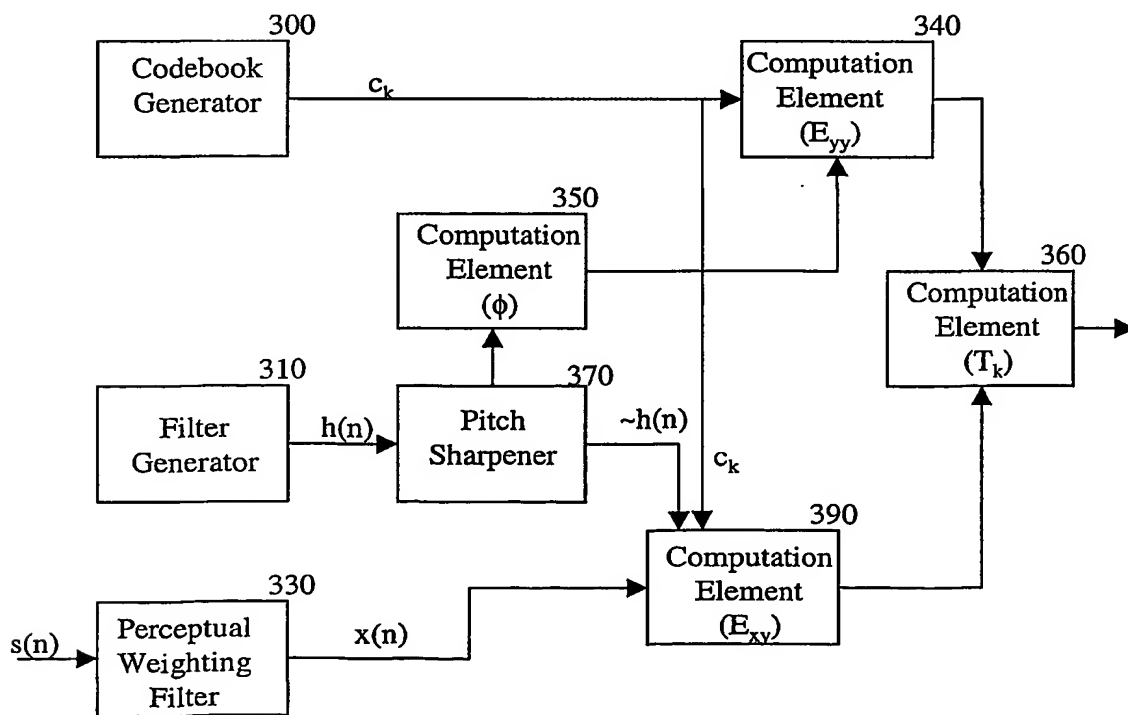 300
Codebook
Generator
c_k
340
Computation
Element
(E_yy)
350
Computation
Element
(ϕ)
360
Computation
Element
(T_k)
310
Filter
Generator
h(n)
370
Pitch
Sharpener
~h(n)
c_k
390
Computation
Element
(E_xy)
s(n)
330
Perceptual
Weighting
Filter
x(n)